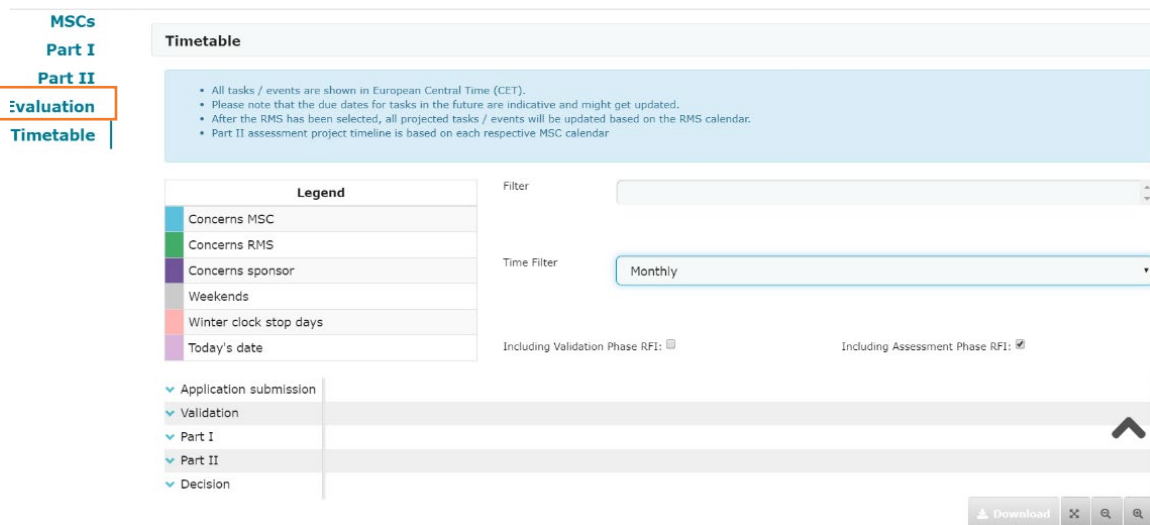 MSCs
Part I
Part II
Evaluation
Timetable
Timetable
• All tasks / events are shown in European Central Time (CET).
• Please note that the due dates for tasks in the future are indicative and might get updated.
• After the RMS has been selected, all projected tasks / events will be updated based on the RMS calendar.
• Part II assessment project timeline is based on each respective MSC calendar
Legend
Concerns MSC
Concerns RMS
Concerns sponsor
Weekends
Winter clock stop days
Today's date
Filter
Time Filter
Monthly
Including Validation Phase RFI:
Including Assessment Phase RFI:
Application submission
Validation
Part I
Part II
Decision
Download